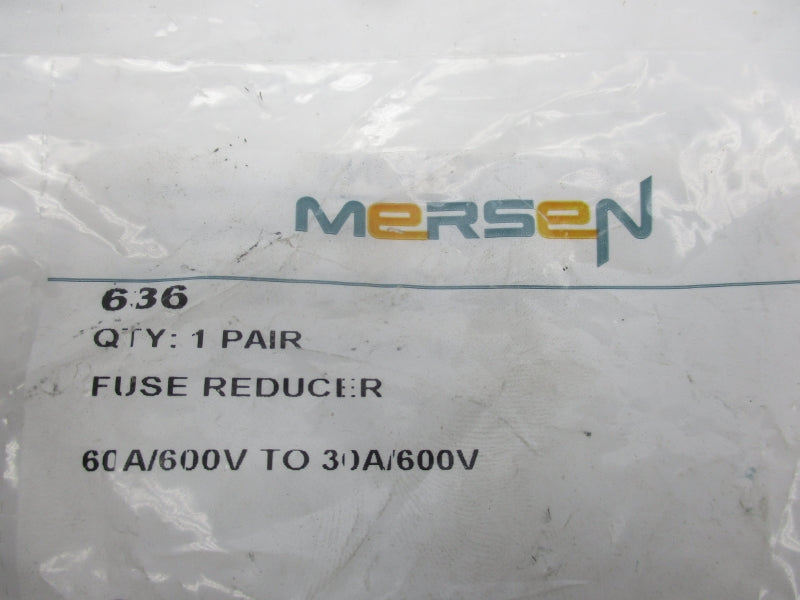 MERSEN
636
QTY: 1 PAIR
FUSE REDUCER
60A/600V TO 30A/600V